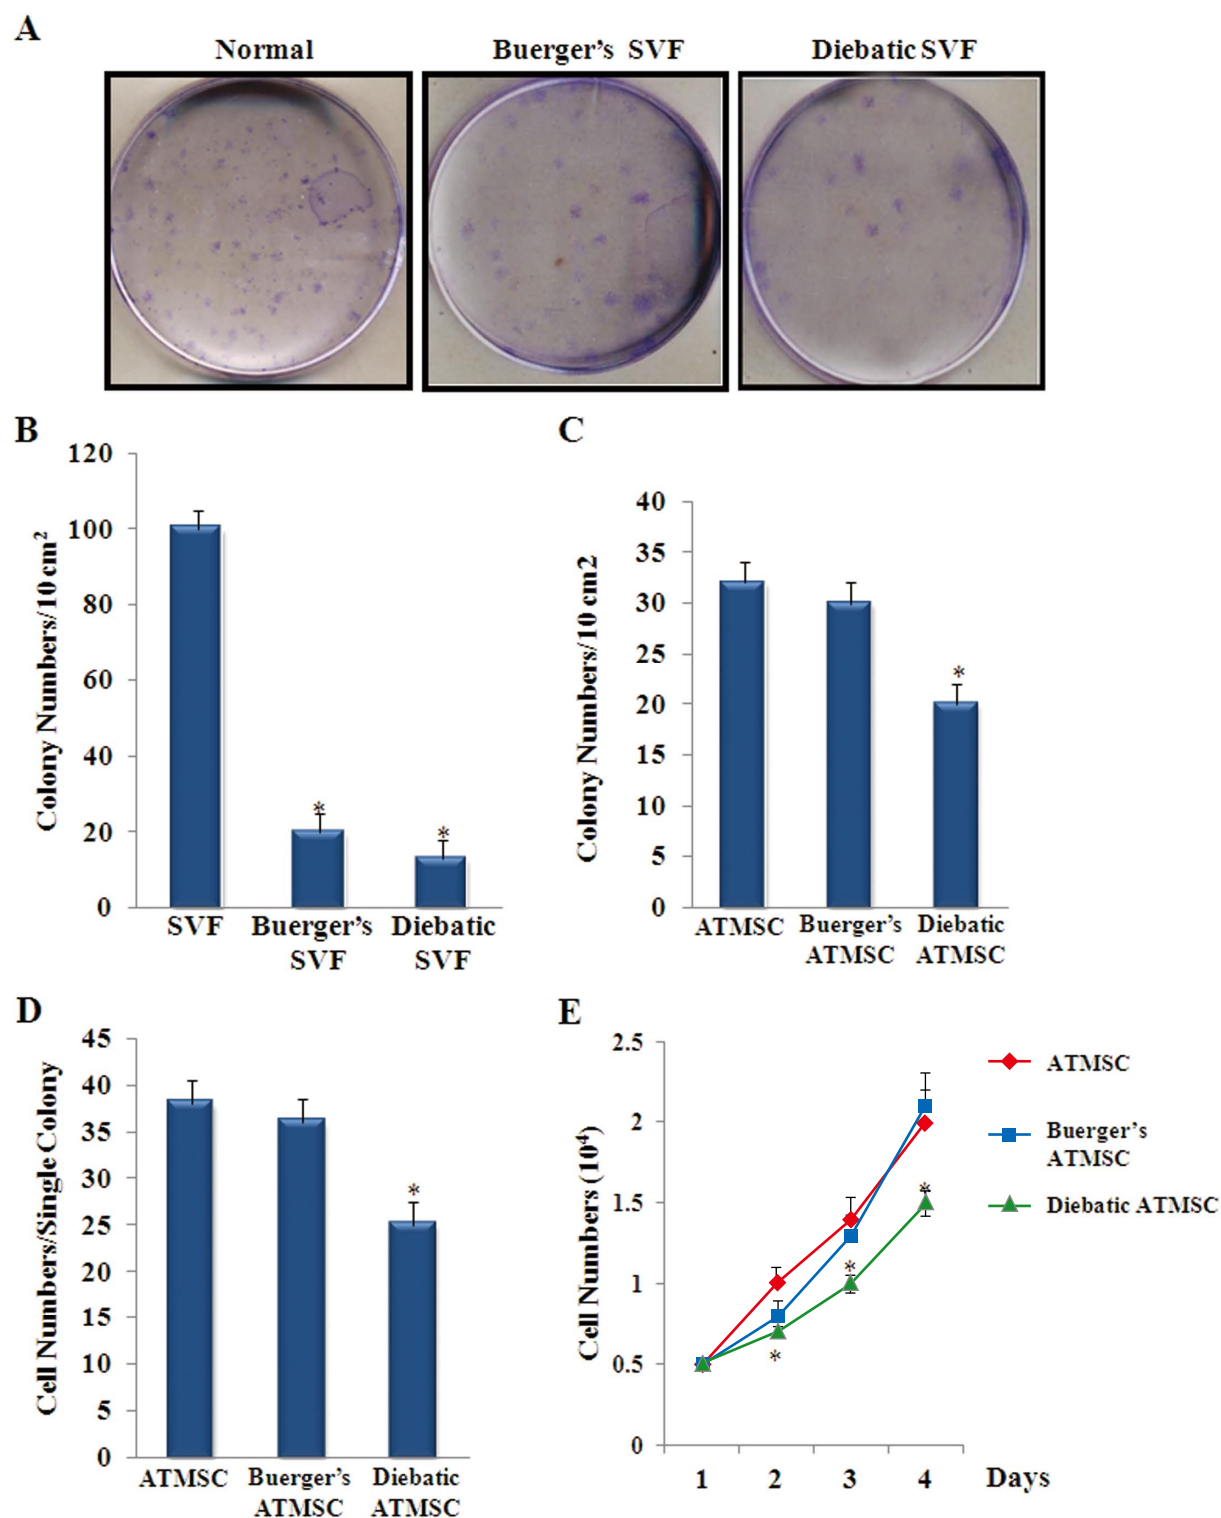 A
Normal
Buerger's SVF
Diebatic SVF
B
Colony Numbers/10 cm²
120
100
80
60
40
20
0
SVF
Buerger's
SVF
Diebatic
SVF
*
*
C
Colony Numbers/10 cm2
40
35
30
25
20
15
10
5
0
ATMSC
Buerger's
ATMSC
Diebatic
ATMSC
*
D
Cell Numbers/Single Colony
45
40
35
30
25
20
15
10
5
0
ATMSC
Buerger's
ATMSC
Diebatic
ATMSC
*
E
Cell Numbers (10⁴)
2.5
2
1.5
1
0.5
0
1 2 3 4 Days
*
*
*
ATMSC
Buerger's
ATMSC
Diebatic ATMSC